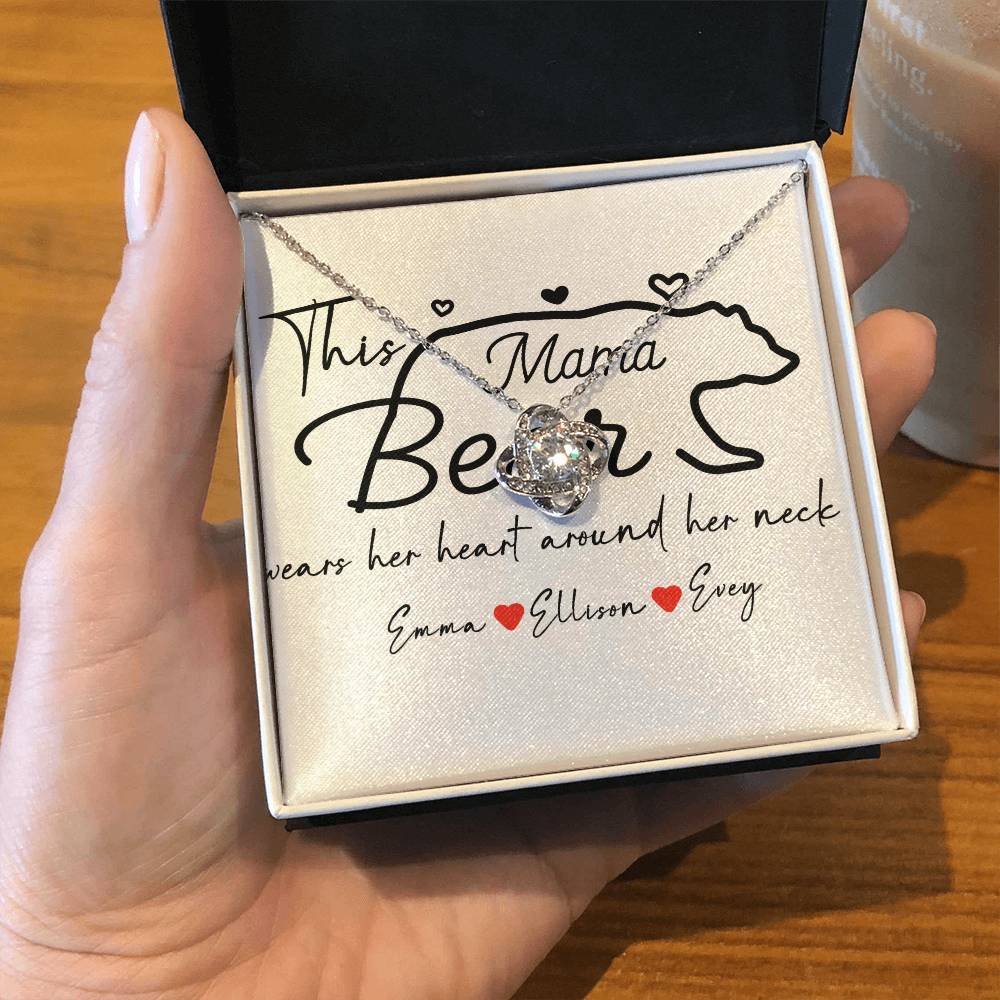 This Mama
Bear
wears her heart around her neck
Emma ❤ Ellison ❤ Evey